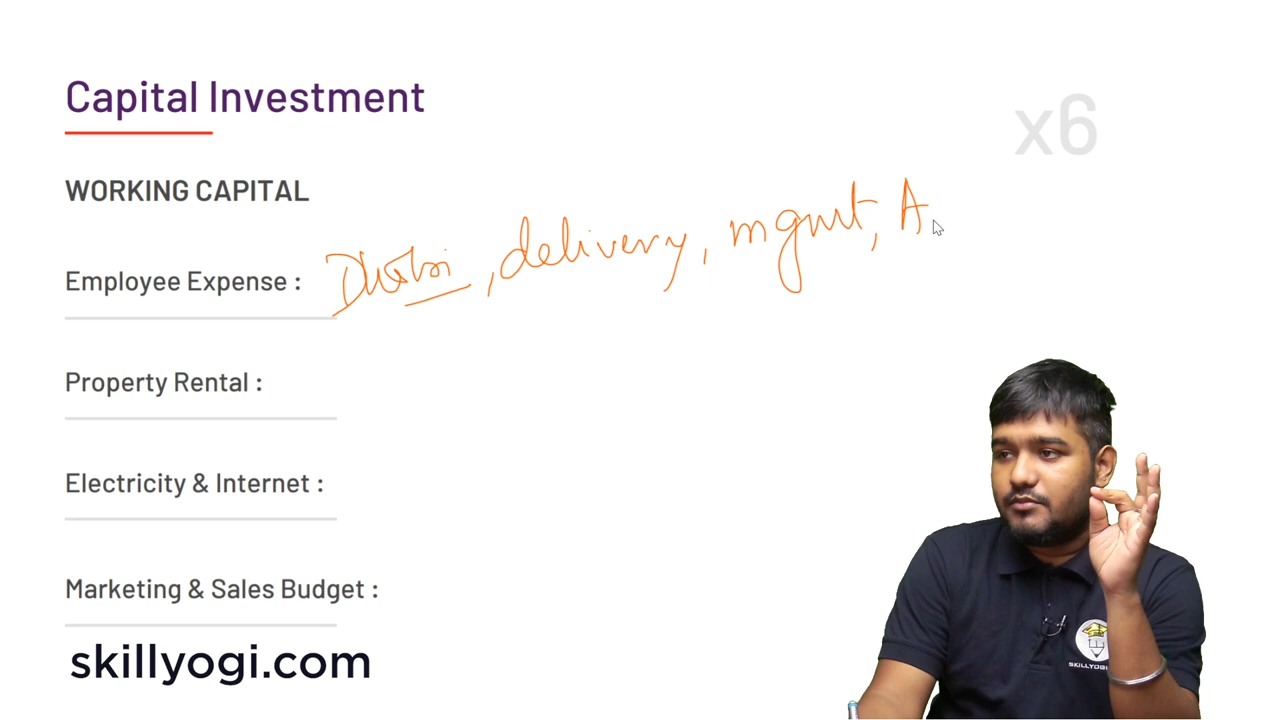 Capital Investment
x6
WORKING CAPITAL
Employee Expense : , delivery, mgmt, A
Property Rental :
Electricity & Internet :
Marketing & Sales Budget :
skillyogi.com
SKILLYOGI